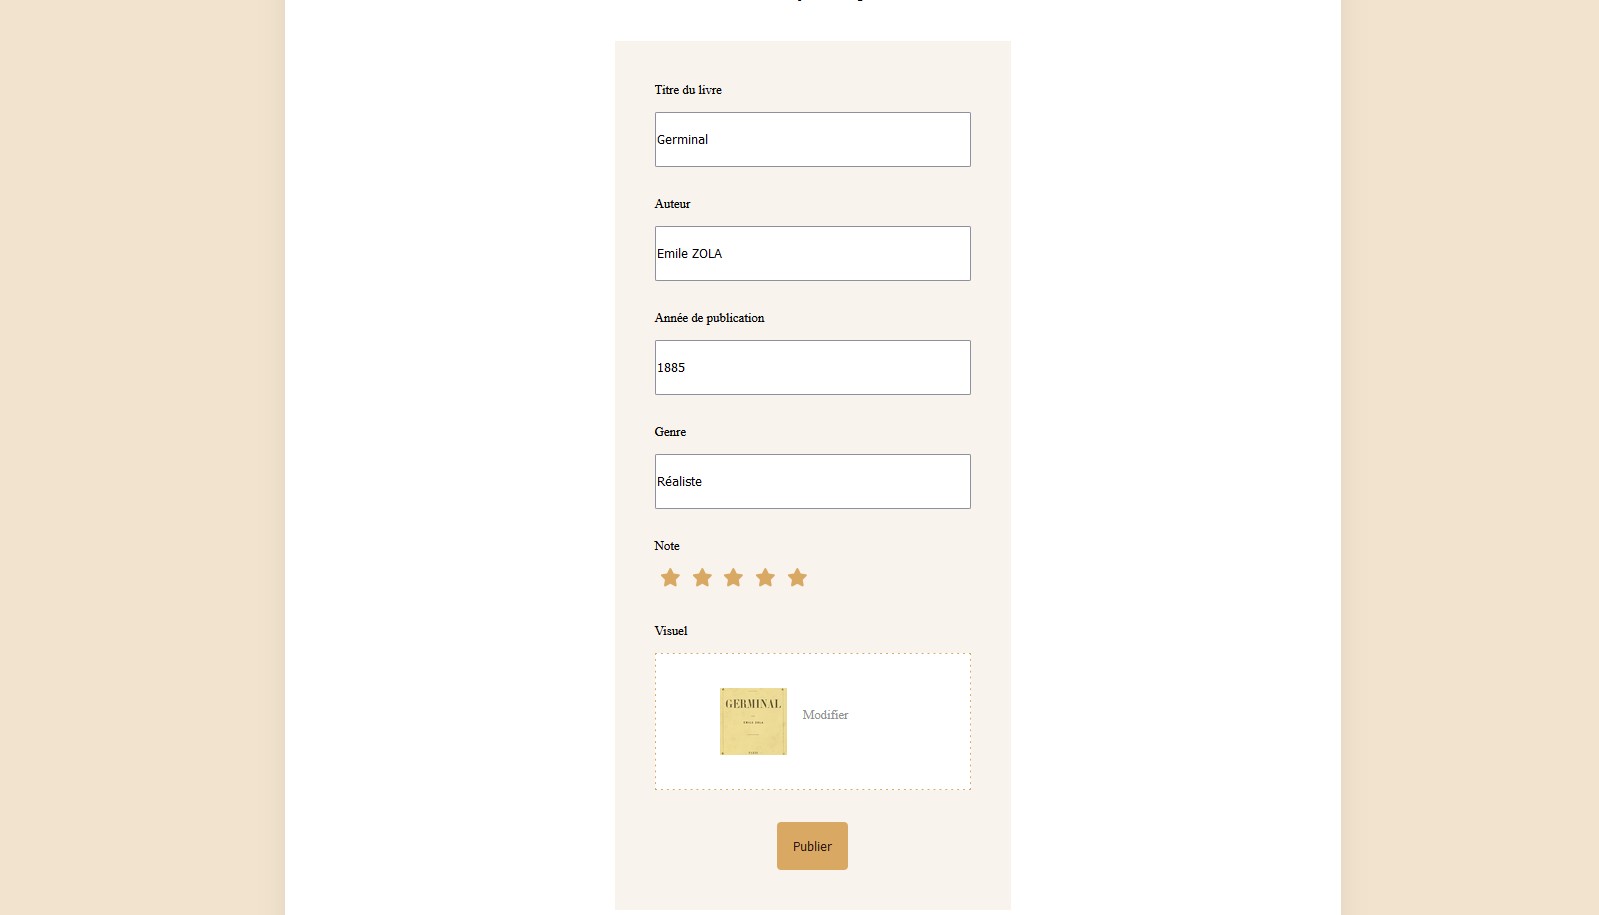 Titre du livre
Germinal
Auteur
Emile ZOLA
Année de publication
1885
Genre
Réaliste
Note
Visuel
GERMINAL
EMILE ZOLA
Modifier
Publier